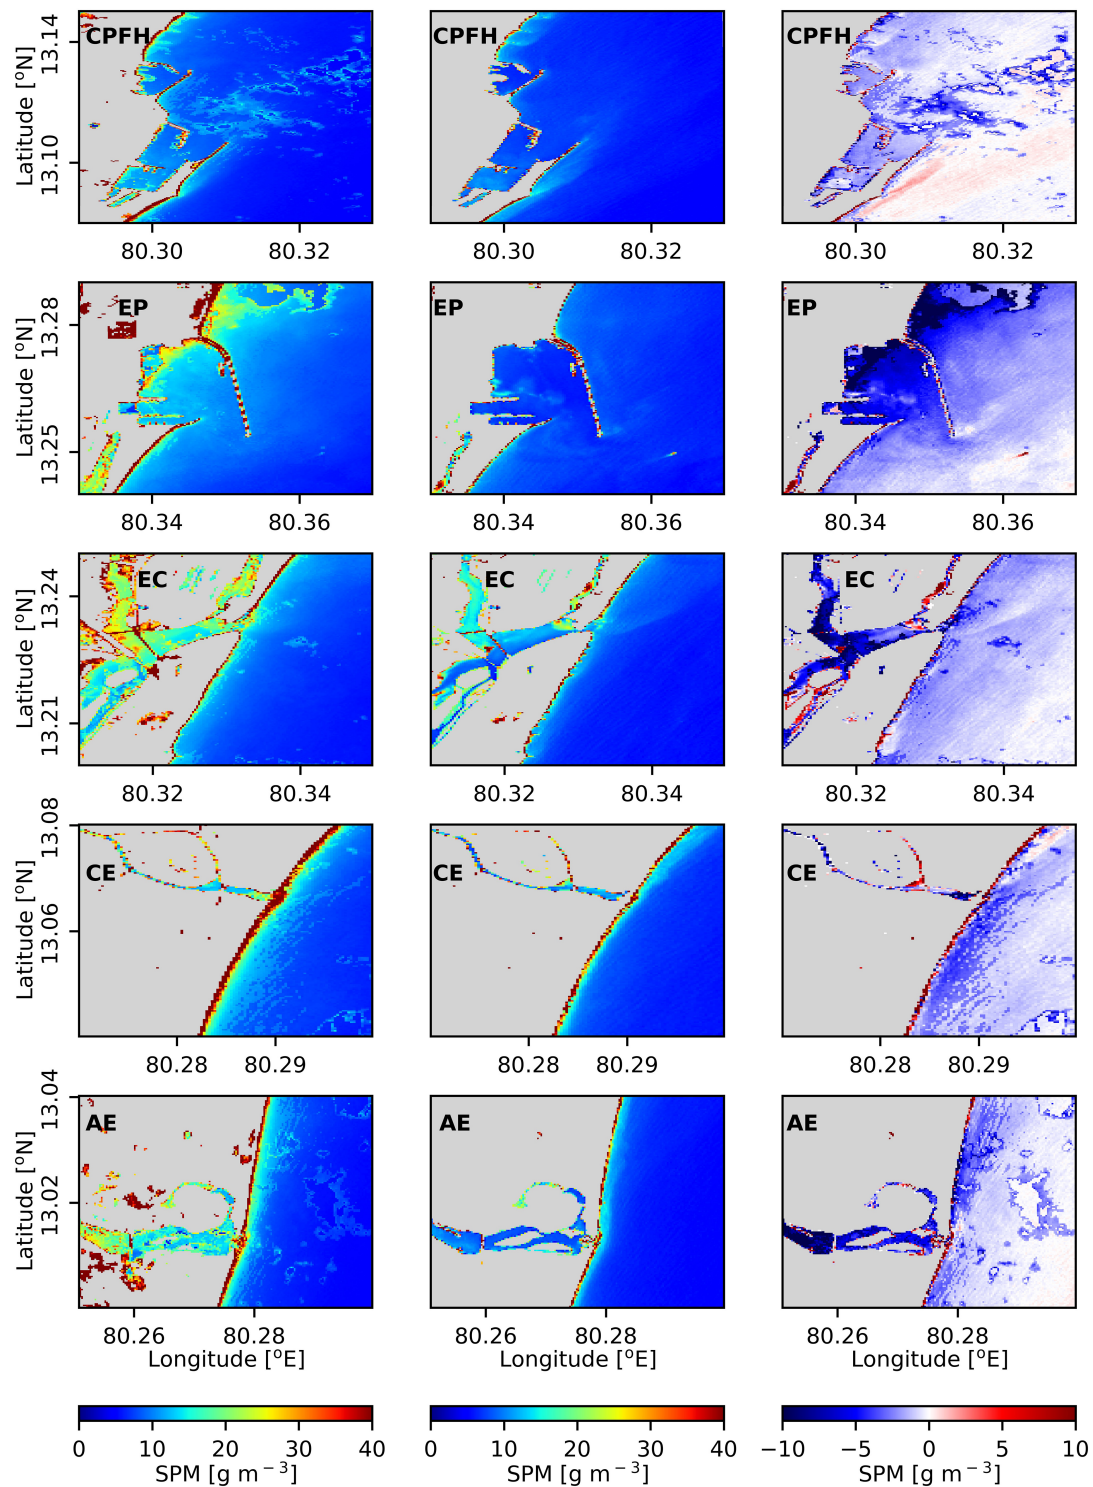 CPFH CPFH CPFH
13.14
13.10
Latitude [°N]
80.30 80.32 80.30 80.32 80.30 80.32
EP EP EP
13.28
13.25
Latitude [°N]
80.34 80.36 80.34 80.36 80.34 80.36
EC EC EC
13.24
13.21
Latitude [°N]
80.32 80.34 80.32 80.34 80.32 80.34
CE CE CE
13.08
13.06
Latitude [°N]
80.28 80.29 80.28 80.29 80.28 80.29
AE AE AE
13.04
13.02
Latitude [°N]
80.26 80.28 80.26 80.28 80.26 80.28
Longitude [°E] Longitude [°E] Longitude [°E]
0 10 20 30 40 0 10 20 30 40 −10 −5 0 5 10
SPM [g m⁻³] SPM [g m⁻³] SPM [g m⁻³]